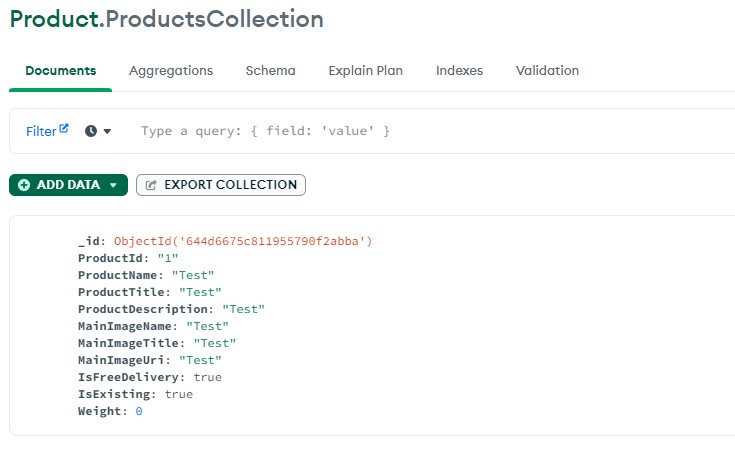 Product.ProductsCollection
Documents Aggregations Schema Explain Plan Indexes Validation
Filter Type a query: { field: 'value' }
ADD DATA EXPORT COLLECTION
_id: ObjectId('644d6675c811955790f2abba')
ProductId: "1"
ProductName: "Test"
ProductTitle: "Test"
ProductDescription: "Test"
MainImageName: "Test"
MainImageTitle: "Test"
MainImageUri: "Test"
IsFreeDelivery: true
IsExisting: true
Weight: 0